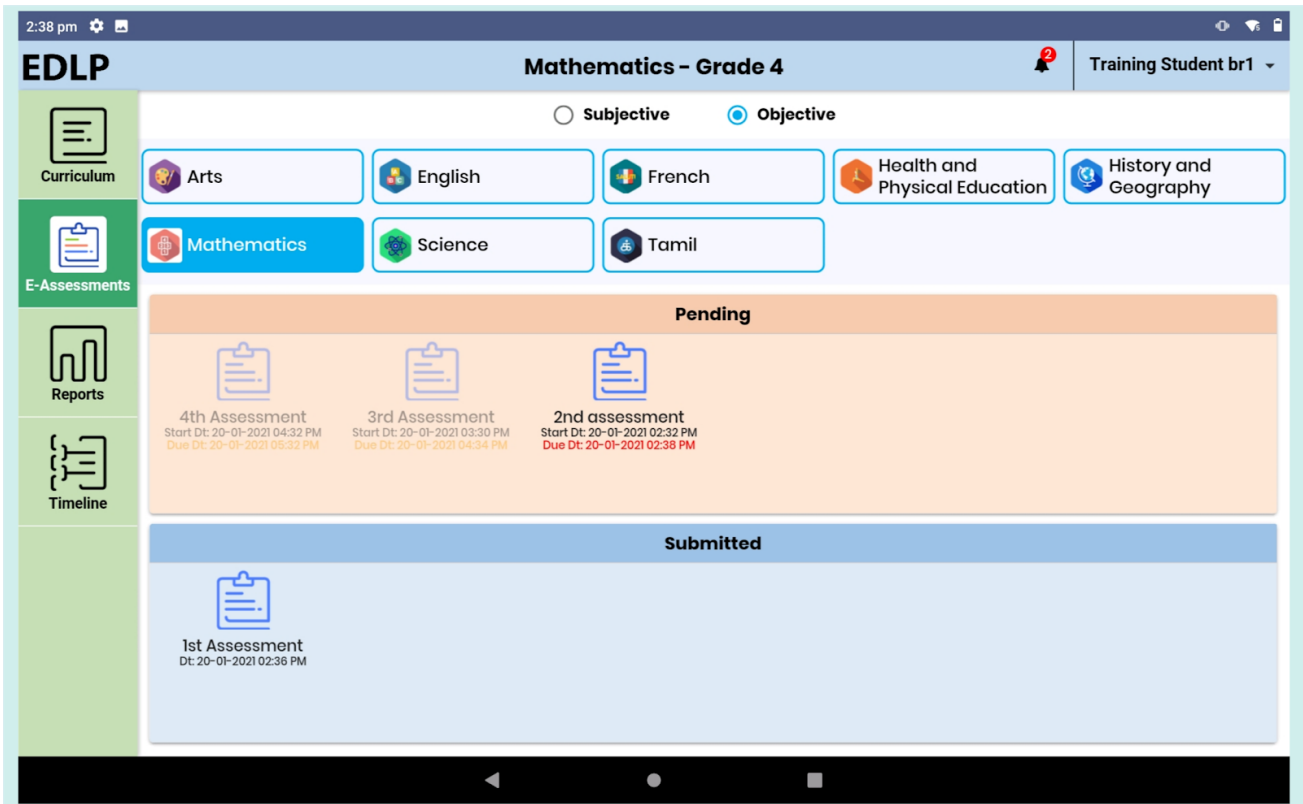 2:38 pm
EDLP
Mathematics - Grade 4
2
Training Student br1
Subjective
Objective
Curriculum
E-Assessments
Reports
Timeline
Arts
English
French
Health and
Physical Education
History and
Geography
Mathematics
Science
Tamil
Pending
4th Assessment
Start Dt: 20-01-2021 04:32 PM
Due Dt: 20-01-2021 05:32 PM
3rd Assessment
Start Dt: 20-01-2021 03:30 PM
Due Dt: 20-01-2021 04:34 PM
2nd assessment
Start Dt: 20-01-2021 02:32 PM
Due Dt: 20-01-2021 02:38 PM
Submitted
1st Assessment
Dt: 20-01-2021 02:36 PM